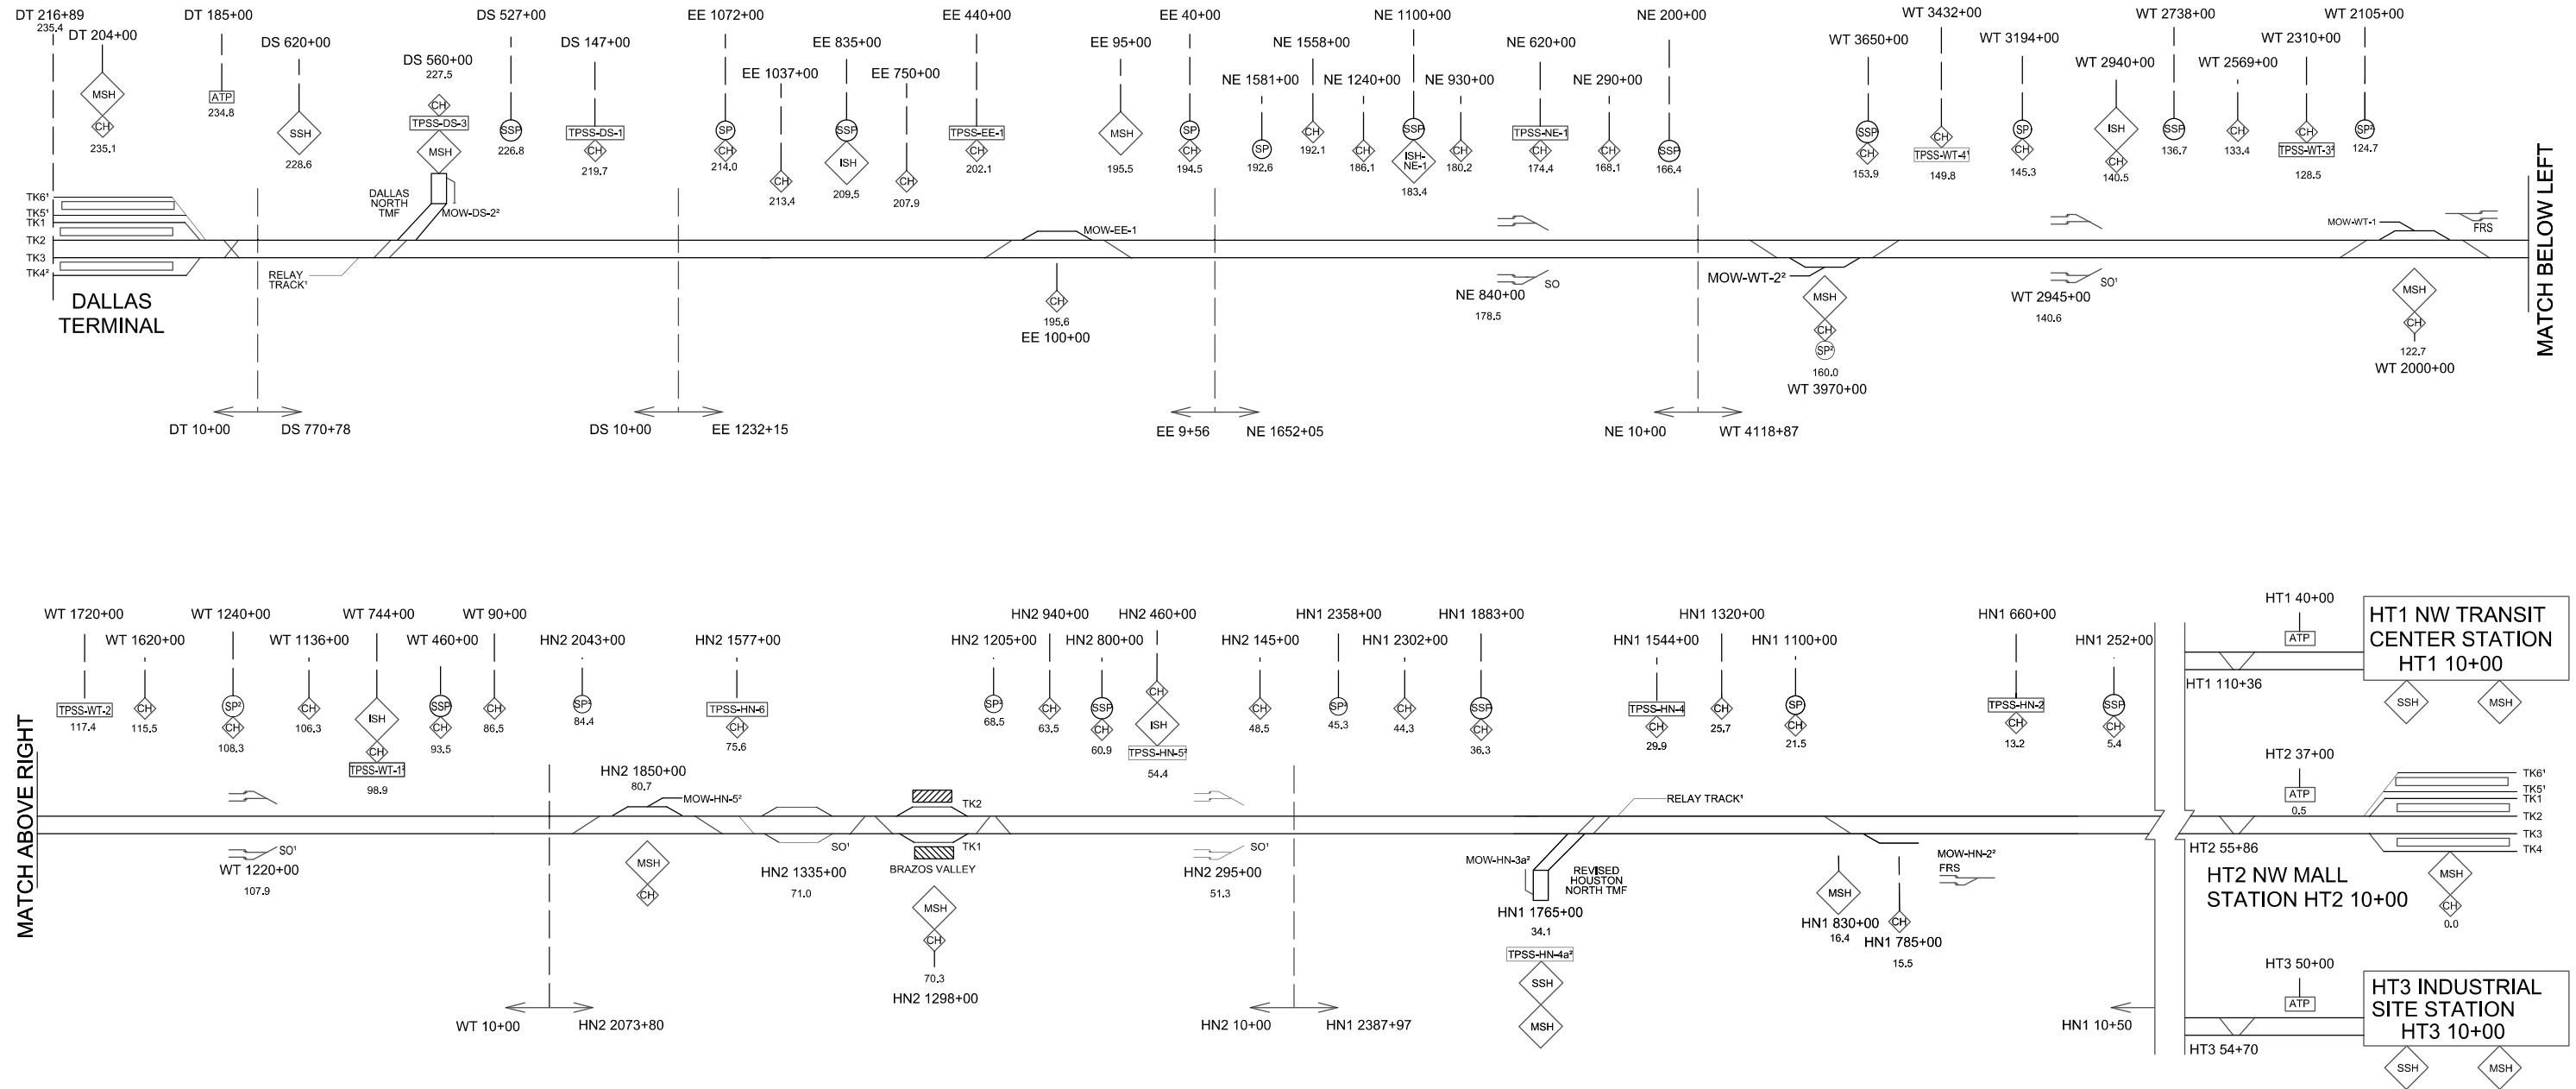 DT 216+89
235.4
DT 204+00
MSH
CH
235.1
DT 185+00
ATP
234.8
DS 620+00
SSH
228.6
DS 560+00
227.5
CH
TPSS-DS-3
MSH
DS 527+00
SSP
226.8
DS 147+00
TPSS-DS-1
CH
219.7
EE 1072+00
SP
CH
214.0
EE 1037+00
CH
213.4
EE 835+00
SSP
ISH
209.5
EE 750+00
CH
207.9
EE 440+00
TPSS-EE-1
CH
202.1
EE 95+00
MSH
195.5
EE 40+00
SP
CH
194.5
NE 1581+00
SP
192.6
NE 1558+00
CH
192.1
NE 1240+00
CH
186.1
NE 1100+00
SSP
ISH-
NE-1
183.4
NE 930+00
CH
180.2
NE 620+00
TPSS-NE-1
CH
174.4
NE 290+00
CH
168.1
NE 200+00
SSP
166.4
WT 3650+00
SSP
CH
153.9
WT 3432+00
CH
TPSS-WT-4¹
149.8
WT 3194+00
SP
CH
145.3
WT 2940+00
ISH
CH
140.5
WT 2738+00
SSP
136.7
WT 2569+00
CH
133.4
WT 2310+00
CH
TPSS-WT-3²
128.5
WT 2105+00
SP²
124.7
TK6¹
TK5¹
TK1
TK2
TK3
TK4²
DALLAS
TERMINAL
RELAY
TRACK¹
DALLAS
NORTH
TMF
MOW-DS-2²
MOW-EE-1
CH
195.6
EE 100+00
NE 840+00
178.5
SO
MOW-WT-2²
MSH
CH
SP²
160.0
WT 3970+00
WT 2945+00
140.6
SO¹
MOW-WT-1
FRS
MSH
CH
122.7
WT 2000+00
MATCH BELOW LEFT
DT 10+00
DS 770+78
DS 10+00
EE 1232+15
EE 9+56
NE 1652+05
NE 10+00
WT 4118+87
MATCH ABOVE RIGHT
WT 1720+00
TPSS-WT-2
117.4
WT 1620+00
CH
115.5
WT 1240+00
SP²
CH
108.3
WT 1136+00
CH
106.3
WT 744+00
ISH
CH
TPSS-WT-1²
98.9
WT 460+00
SSP
CH
93.5
WT 90+00
CH
86.5
HN2 2043+00
SP²
84.4
HN2 1577+00
TPSS-HN-6
CH
75.6
HN2 1205+00
SP²
68.5
HN2 940+00
CH
63.5
HN2 800+00
SSP
CH
60.9
HN2 460+00
CH
ISH
TPSS-HN-5²
54.4
HN2 145+00
CH
48.5
HN1 2358+00
SP²
45.3
HN1 2302+00
CH
44.3
HN1 1883+00
SSP
CH
36.3
HN1 1544+00
TPSS-HN-4
CH
29.9
HN1 1320+00
CH
25.7
HN1 1100+00
SP
CH
21.5
HN1 660+00
TPSS-HN-2
CH
13.2
HN1 252+00
SSP
CH
5.4
SO¹
WT 1220+00
107.9
HN2 1850+00
80.7
MOW-HN-5²
MSH
CH
SO¹
HN2 1335+00
71.0
TK2
TK1
BRAZOS VALLEY
MSH
CH
70.3
HN2 1298+00
SO¹
HN2 295+00
51.3
RELAY TRACK¹
MOW-HN-3a²
REVISED
HOUSTON
NORTH TMF
HN1 1765+00
34.1
TPSS-HN-4a²
SSH
MSH
MSH
HN1 830+00
16.4
MOW-HN-2²
FRS
CH
HN1 785+00
15.5
WT 10+00
HN2 2073+80
HN2 10+00
HN1 2387+97
HN1 10+50
HT1 40+00
ATP
HT1 110+36
HT1 NW TRANSIT
CENTER STATION
HT1 10+00
SSH
MSH
HT2 37+00
ATP
0.5
HT2 55+86
TK6¹
TK5¹
TK1
TK2
TK3
TK4
HT2 NW MALL
STATION HT2 10+00
MSH
CH
0.0
HT3 50+00
ATP
HT3 54+70
HT3 INDUSTRIAL
SITE STATION
HT3 10+00
SSH
MSH